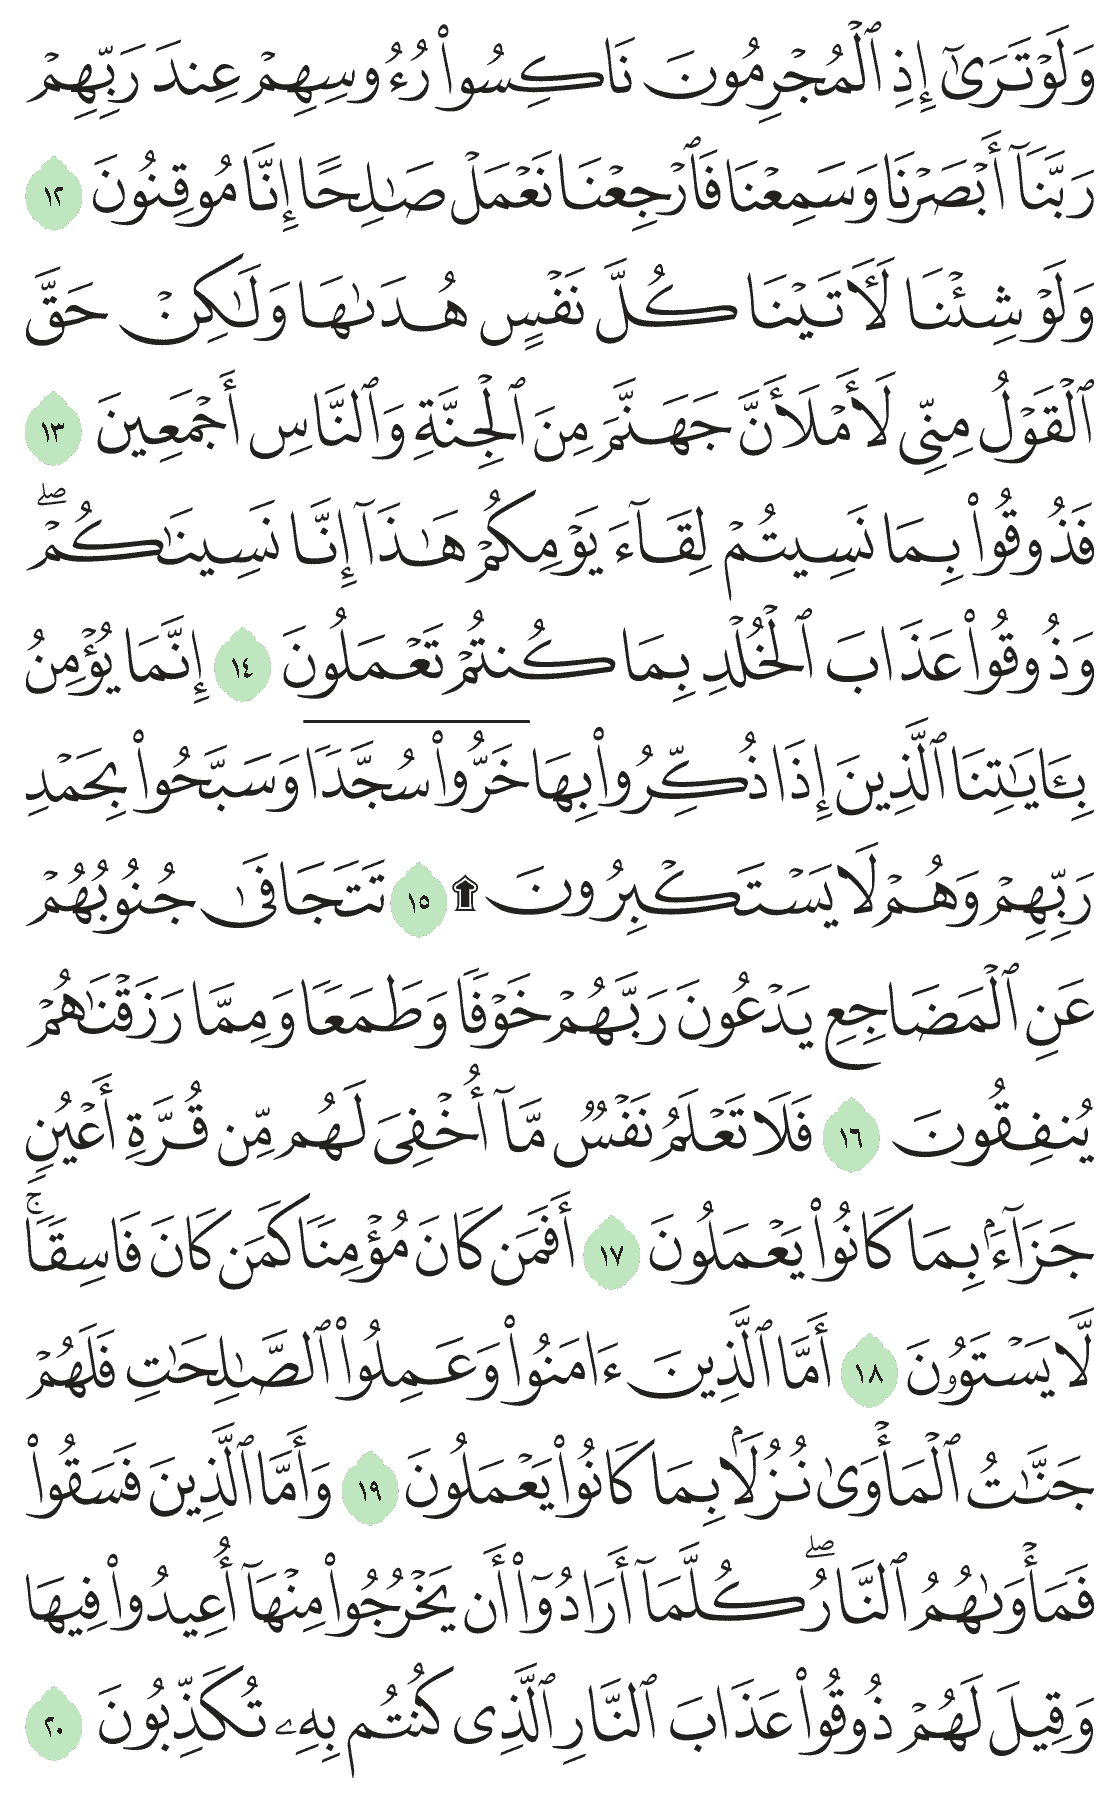 وَلَوۡ تَرَىٰٓ إِذِ ٱلۡمُجۡرِمُونَ نَاكِسُواْ رُءُوسِهِمۡ عِندَ رَبِّهِمۡ
رَبَّنَآ أَبۡصَرۡنَا وَسَمِعۡنَا فَٱرۡجِعۡنَا نَعۡمَلۡ صَٰلِحًا إِنَّا مُوقِنُونَ ١٢
وَلَوۡ شِئۡنَا لَأٓتَيۡنَا كُلَّ نَفۡسٍ هُدَىٰهَا وَلَٰكِنۡ حَقَّ
ٱلۡقَوۡلُ مِنِّي لَأَمۡلَأَنَّ جَهَنَّمَ مِنَ ٱلۡجِنَّةِ وَٱلنَّاسِ أَجۡمَعِينَ ١٣
فَذُوقُواْ بِمَا نَسِيتُمۡ لِقَآءَ يَوۡمِكُمۡ هَٰذَآ إِنَّا نَسِينَٰكُمۡۖ
وَذُوقُواْ عَذَابَ ٱلۡخُلۡدِ بِمَا كُنتُمۡ تَعۡمَلُونَ ١٤ إِنَّمَا يُؤۡمِنُ
بِـَٔايَٰتِنَا ٱلَّذِينَ إِذَا ذُكِّرُواْ بِهَا خَرُّواْ سُجَّدٗا وَسَبَّحُواْ بِحَمۡدِ
رَبِّهِمۡ وَهُمۡ لَا يَسۡتَكۡبِرُونَ ۩ ١٥ تَتَجَافَىٰ جُنُوبُهُمۡ
عَنِ ٱلۡمَضَاجِعِ يَدۡعُونَ رَبَّهُمۡ خَوۡفٗا وَطَمَعٗا وَمِمَّا رَزَقۡنَٰهُمۡ
يُنفِقُونَ ١٦ فَلَا تَعۡلَمُ نَفۡسٞ مَّآ أُخۡفِيَ لَهُم مِّن قُرَّةِ أَعۡيُنٖ
جَزَآءَۢ بِمَا كَانُواْ يَعۡمَلُونَ ١٧ أَفَمَن كَانَ مُؤۡمِنٗا كَمَن كَانَ فَاسِقٗاۚ
لَّا يَسۡتَوُۥنَ ١٨ أَمَّا ٱلَّذِينَ ءَامَنُواْ وَعَمِلُواْ ٱلصَّٰلِحَٰتِ فَلَهُمۡ
جَنَّٰتُ ٱلۡمَأۡوَىٰ نُزُلَۢا بِمَا كَانُواْ يَعۡمَلُونَ ١٩ وَأَمَّا ٱلَّذِينَ فَسَقُواْ
فَمَأۡوَىٰهُمُ ٱلنَّارُۖ كُلَّمَآ أَرَادُوٓاْ أَن يَخۡرُجُواْ مِنۡهَآ أُعِيدُواْ فِيهَا
وَقِيلَ لَهُمۡ ذُوقُواْ عَذَابَ ٱلنَّارِ ٱلَّذِي كُنتُم بِهِۦ تُكَذِّبُونَ ٢٠